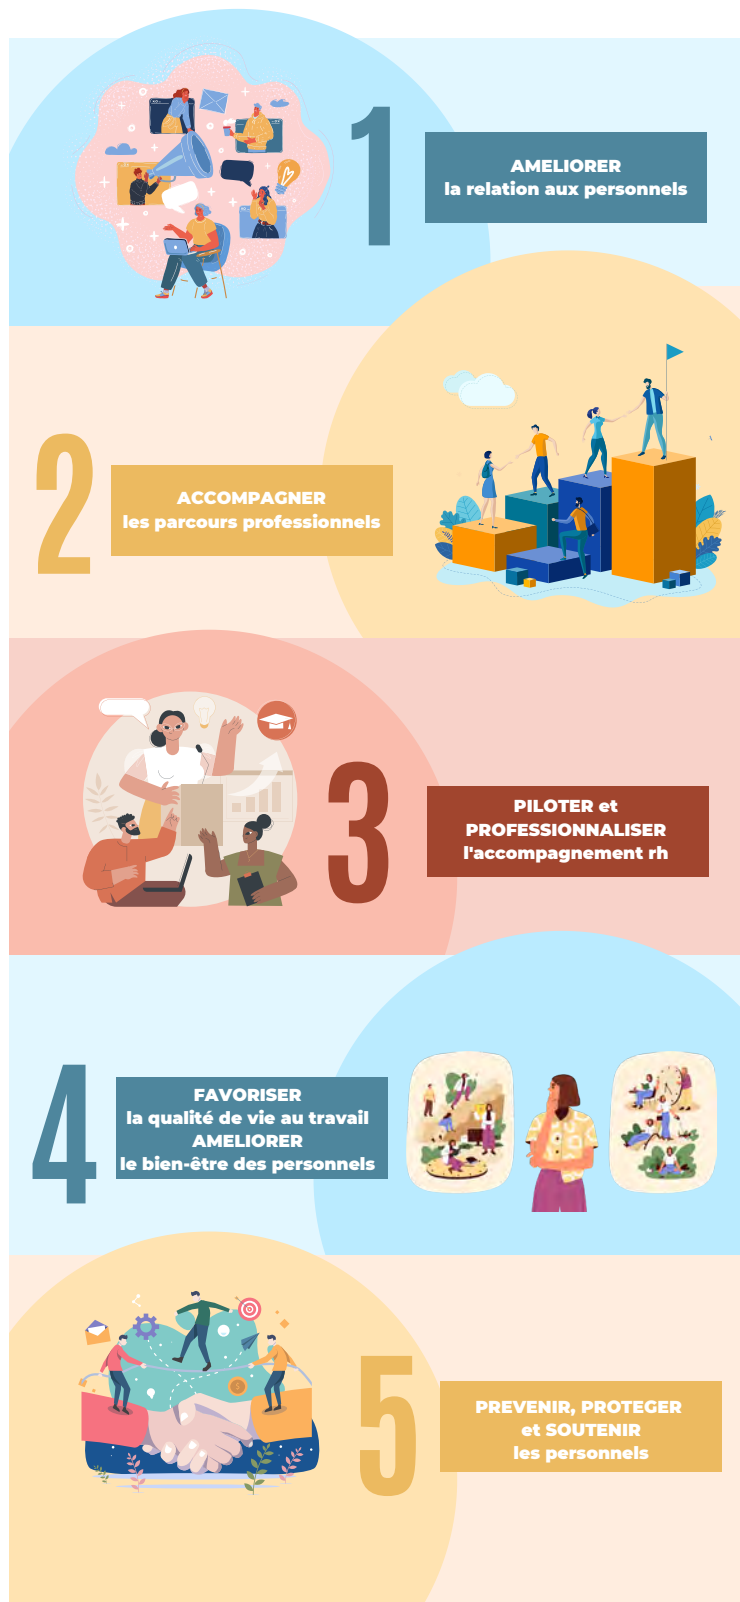 1
AMELIORER
la relation aux personnels
2
ACCOMPAGNER
les parcours professionnels
3
PILOTER et
PROFESSIONNALISER
l'accompagnement rh
4
FAVORISER
la qualité de vie au travail
AMELIORER
le bien-être des personnels
5
PREVENIR, PROTEGER
et SOUTENIR
les personnels